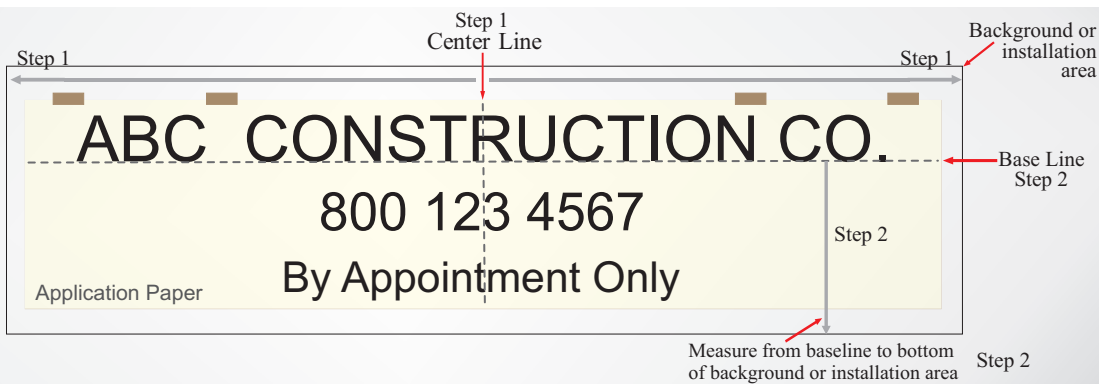 Step 1
Center Line
Background or
installation
area
Step 1
Step 1
ABC CONSTRUCTION CO.
Base Line
Step 2
800 123 4567
Step 2
By Appointment Only
Application Paper
Measure from baseline to bottom
of background or installation area
Step 2